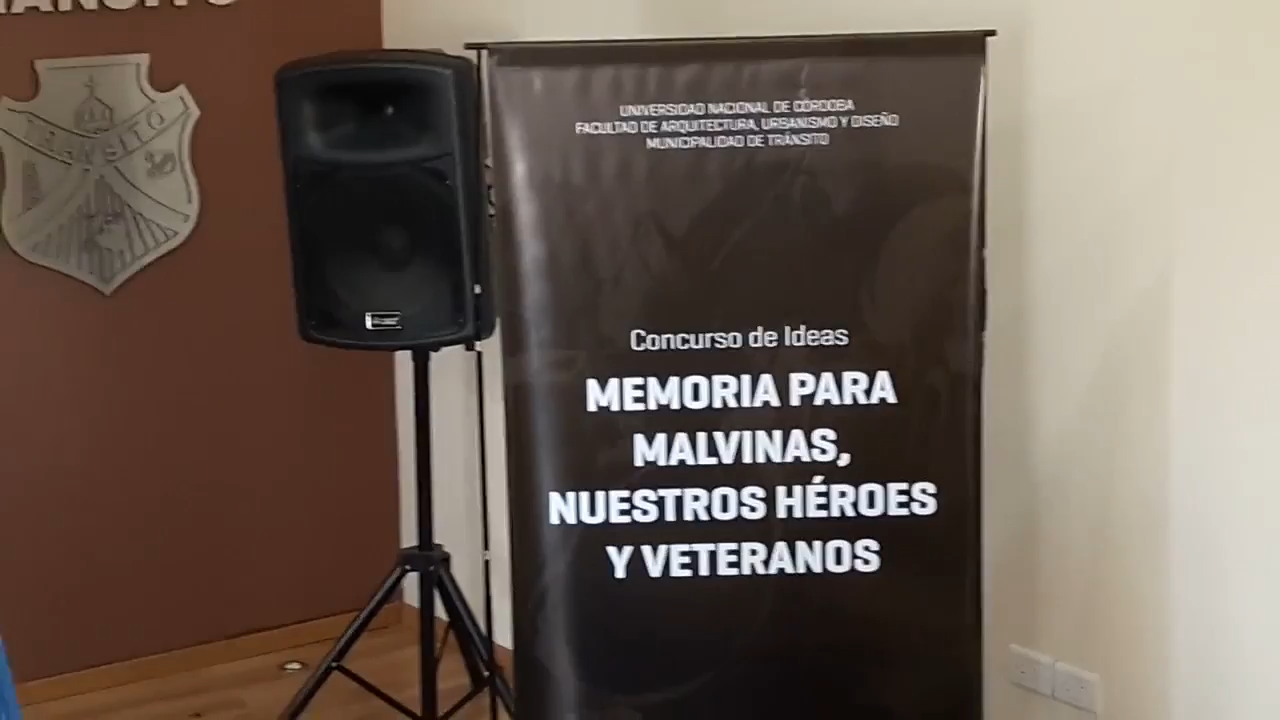 TRANSITO
UNIVERSIDAD NACIONAL DE CÓRDOBA
FACULTAD DE ARQUITECTURA, URBANISMO Y DISEÑO
MUNICIPALIDAD DE TRÁNSITO
Concurso de Ideas
MEMORIA PARA
MALVINAS,
NUESTROS HÉROES
Y VETERANOS